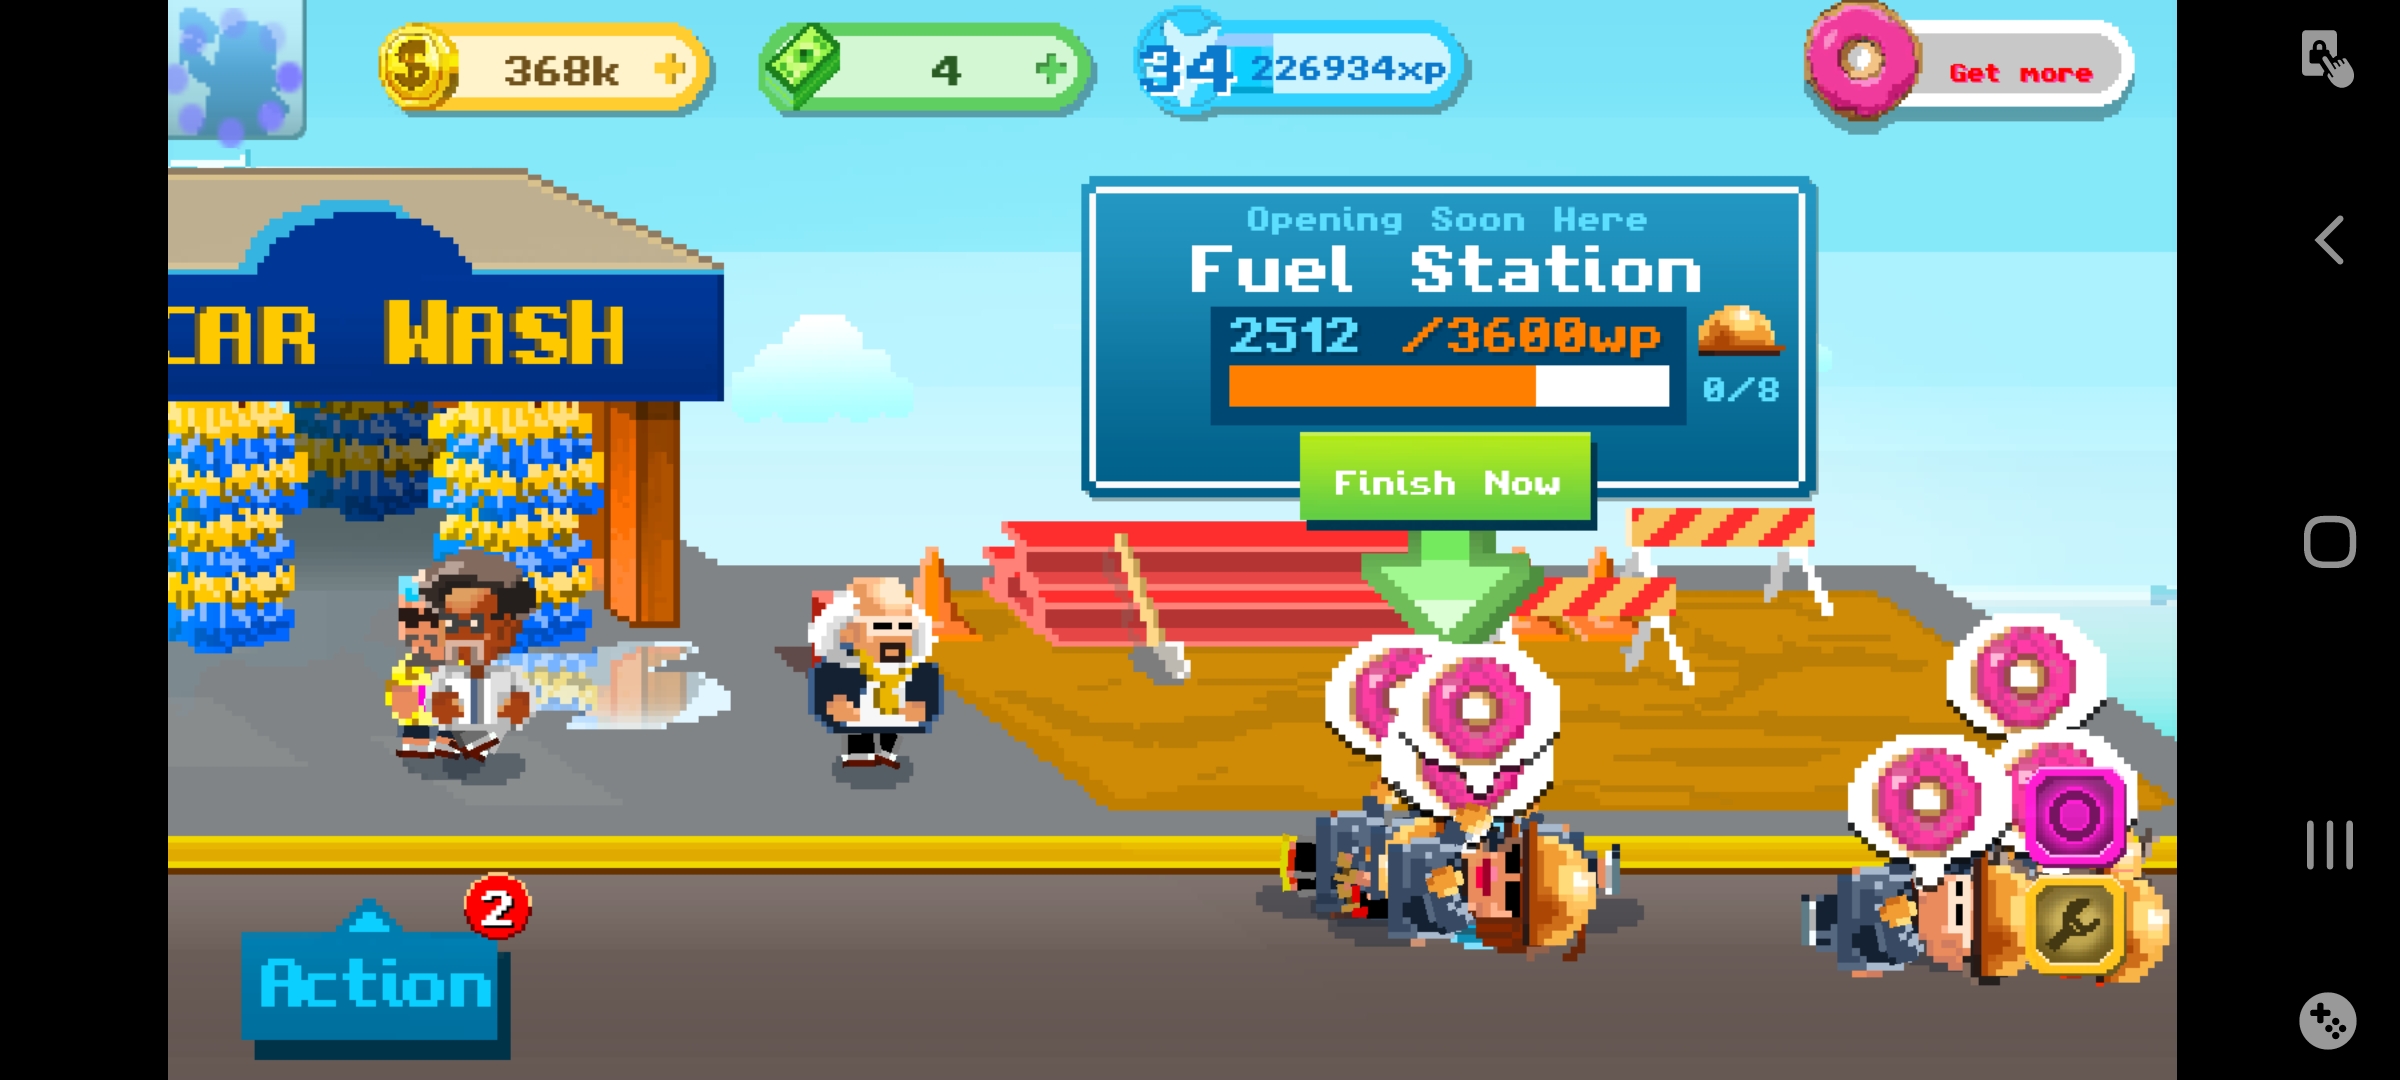 368k
4
34
226934xp
Get more
CAR WASH
Opening Soon Here
Fuel Station
2512 /3600wp
0/8
Finish Now
2
Action